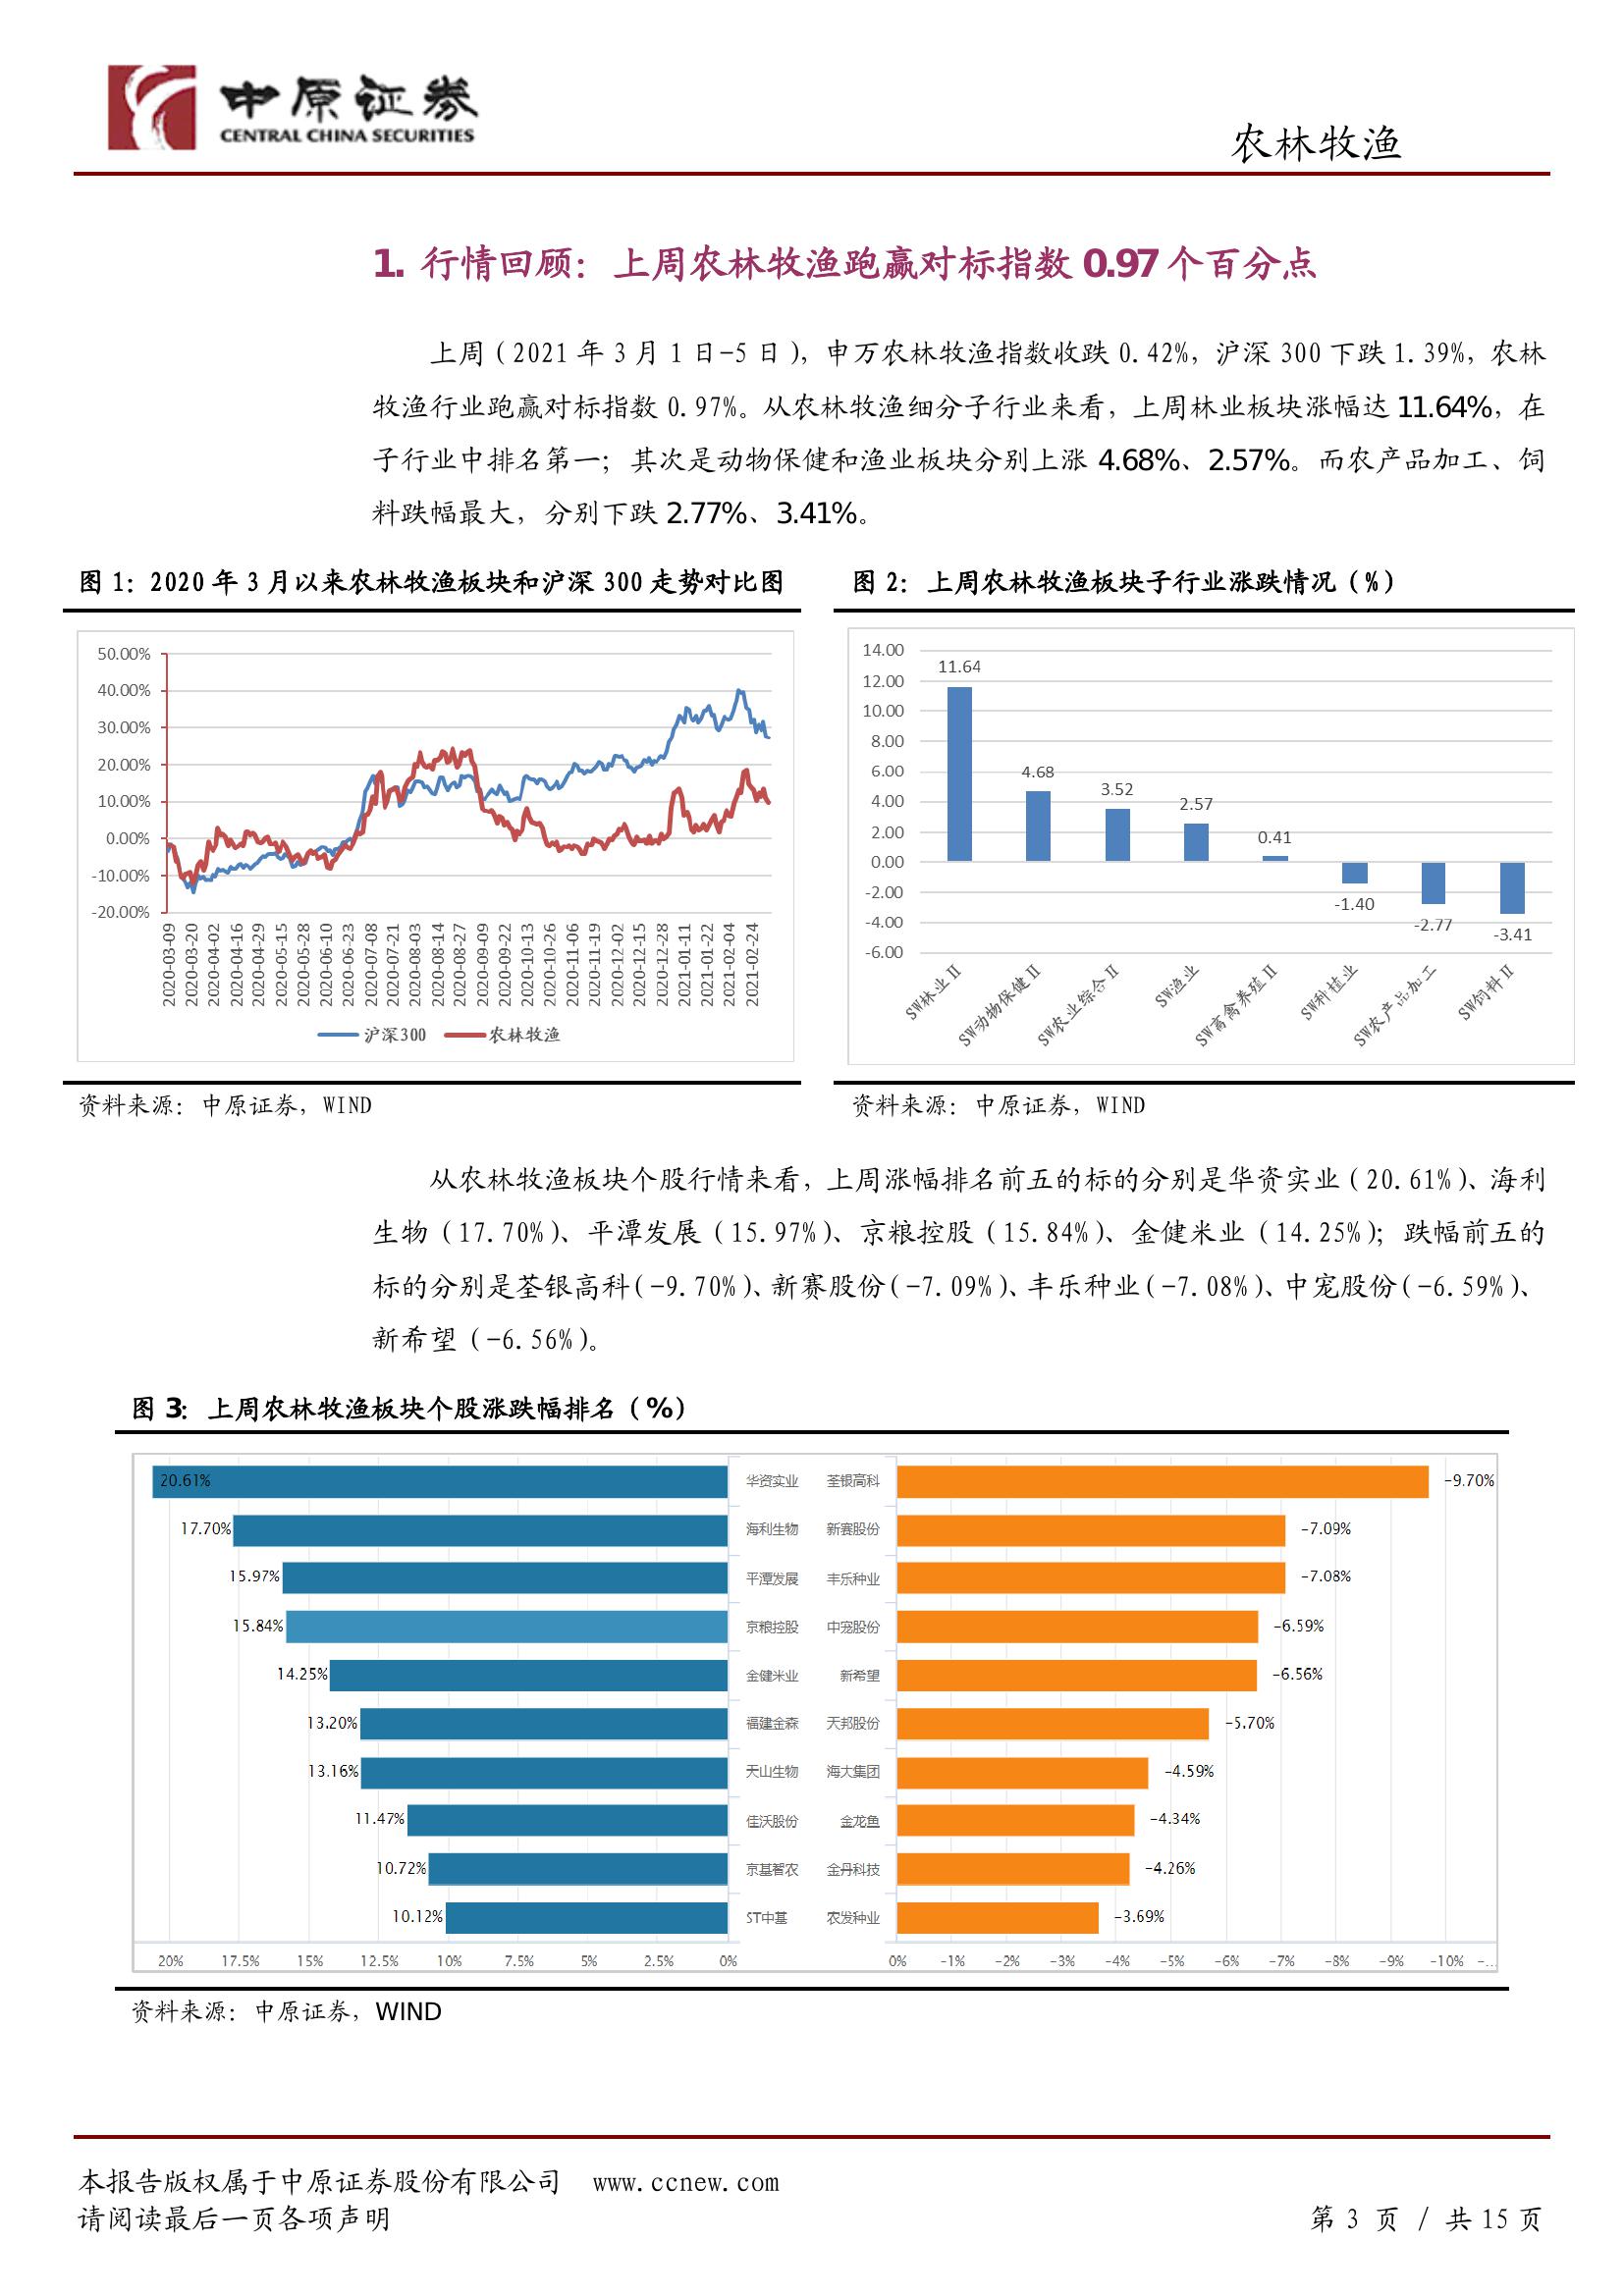 中原证券
CENTRAL CHINA SECURITIES
农林牧渔
1. 行情回顾：上周农林牧渔跑赢对标指数 0.97 个百分点
上周（2021 年 3 月 1 日-5 日），申万农林牧渔指数收跌 0.42%，沪深 300 下跌 1.39%，农林
牧渔行业跑赢对标指数 0.97%。从农林牧渔细分子行业来看，上周林业板块涨幅达 11.64%，在
子行业中排名第一；其次是动物保健和渔业板块分别上涨 4.68%、2.57%。而农产品加工、饲
料跌幅最大，分别下跌 2.77%、3.41%。
图 1：2020 年 3 月以来农林牧渔板块和沪深 300 走势对比图
50.00%
40.00%
30.00%
20.00%
10.00%
0.00%
-10.00%
-20.00%
2020-03-09
2020-03-20
2020-04-02
2020-04-16
2020-04-29
2020-05-15
2020-05-28
2020-06-10
2020-06-23
2020-07-08
2020-07-21
2020-08-03
2020-08-14
2020-08-27
2020-09-09
2020-09-22
2020-10-13
2020-10-26
2020-11-06
2020-11-19
2020-12-02
2020-12-15
2020-12-28
2021-01-11
2021-01-22
2021-02-04
2021-02-24
沪深300 农林牧渔
资料来源：中原证券，WIND
图 2：上周农林牧渔板块子行业涨跌情况（%）
14.00
12.00
10.00
8.00
6.00
4.00
2.00
0.00
-2.00
-4.00
-6.00
11.64
4.68
3.52
2.57
0.41
-1.40
-2.77
-3.41
SW林业Ⅱ
SW动物保健Ⅱ
SW农业综合Ⅱ
SW渔业
SW畜禽养殖Ⅱ
SW种植业
SW农产品加工
SW饲料Ⅱ
资料来源：中原证券，WIND
从农林牧渔板块个股行情来看，上周涨幅排名前五的标的分别是华资实业（20.61%）、海利
生物（17.70%）、平潭发展（15.97%）、京粮控股（15.84%）、金健米业（14.25%）；跌幅前五的
标的分别是荃银高科（-9.70%）、新赛股份（-7.09%）、丰乐种业（-7.08%）、中宠股份（-6.59%）、
新希望（-6.56%）。
图 3：上周农林牧渔板块个股涨跌幅排名（%）
20.61% 华资实业 荃银高科 -9.70%
17.70% 海利生物 新赛股份 -7.09%
15.97% 平潭发展 丰乐种业 -7.08%
15.84% 京粮控股 中宠股份 -6.59%
14.25% 金健米业 新希望 -6.56%
13.20% 福建金森 天邦股份 -5.70%
13.16% 天山生物 海大集团 -4.59%
11.47% 佳沃股份 金龙鱼 -4.34%
10.72% 京基智农 金丹科技 -4.26%
10.12% ST中基 农发种业 -3.69%
20% 17.5% 15% 12.5% 10% 7.5% 5% 2.5% 0% 0% -1% -2% -3% -4% -5% -6% -7% -8% -9% -10% -...
资料来源：中原证券，WIND
本报告版权属于中原证券股份有限公司 www.ccnew.com
请阅读最后一页各项声明
第 3 页 / 共 15 页